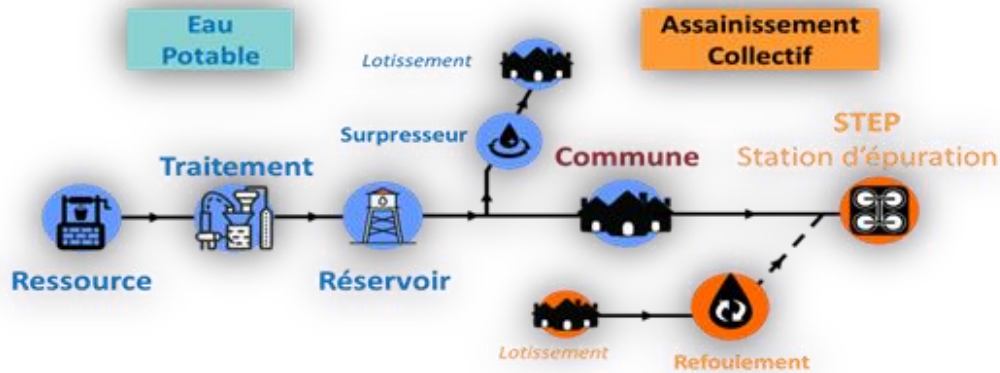 Eau
Potable
Assainissement
Collectif
Lotissement
Surpresseur
STEP
Station d'épuration
Traitement
Commune
Ressource
Réservoir
Lotissement
Refoulement